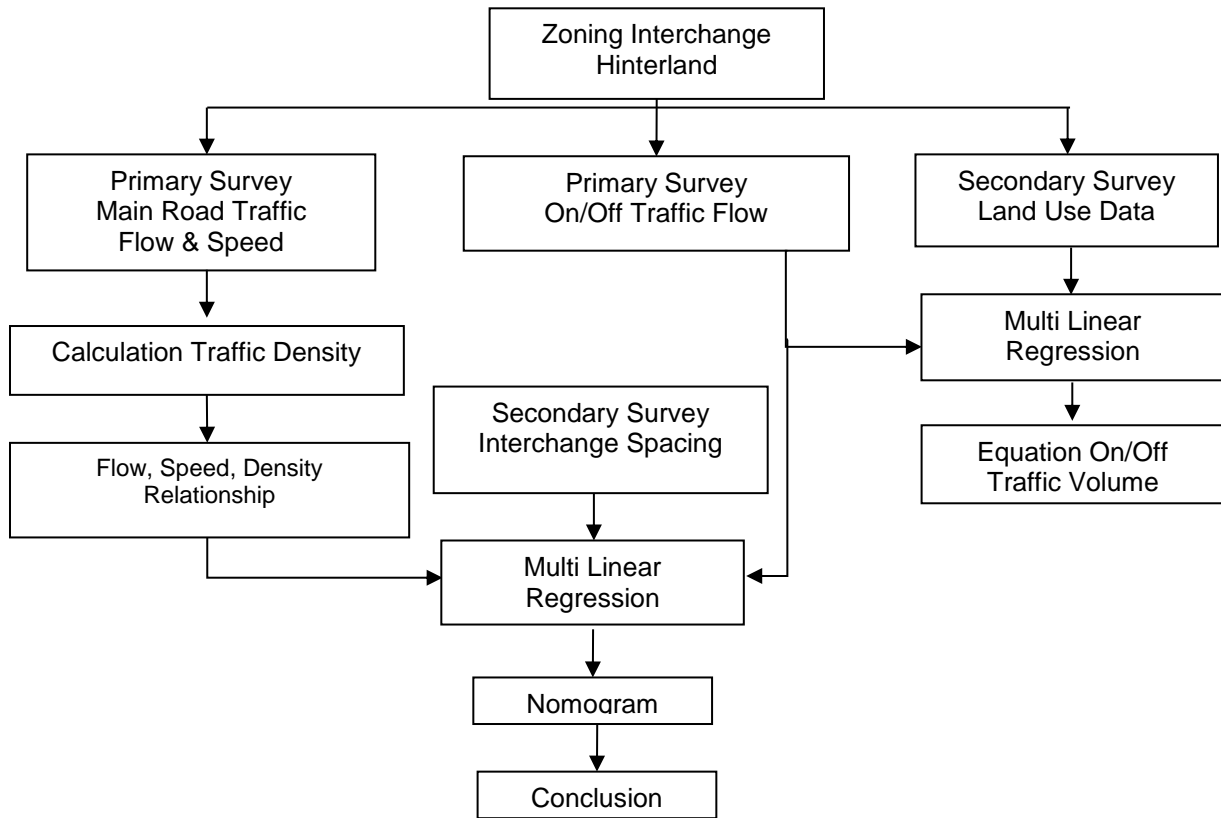 Zoning Interchange
Hinterland
Primary Survey
Main Road Traffic
Flow & Speed
Primary Survey
On/Off Traffic Flow
Secondary Survey
Land Use Data
Calculation Traffic Density
Multi Linear
Regression
Secondary Survey
Interchange Spacing
Flow, Speed, Density
Relationship
Equation On/Off
Traffic Volume
Multi Linear
Regression
Nomogram
Conclusion